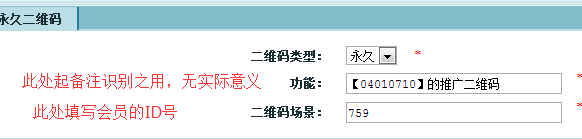 永久二维码
二维码类型: 永久 *
此处起备注识别之用，无实际意义 功能: 【04010710】的推广二维码 *
此处填写会员的ID号 二维码场景: 759 *